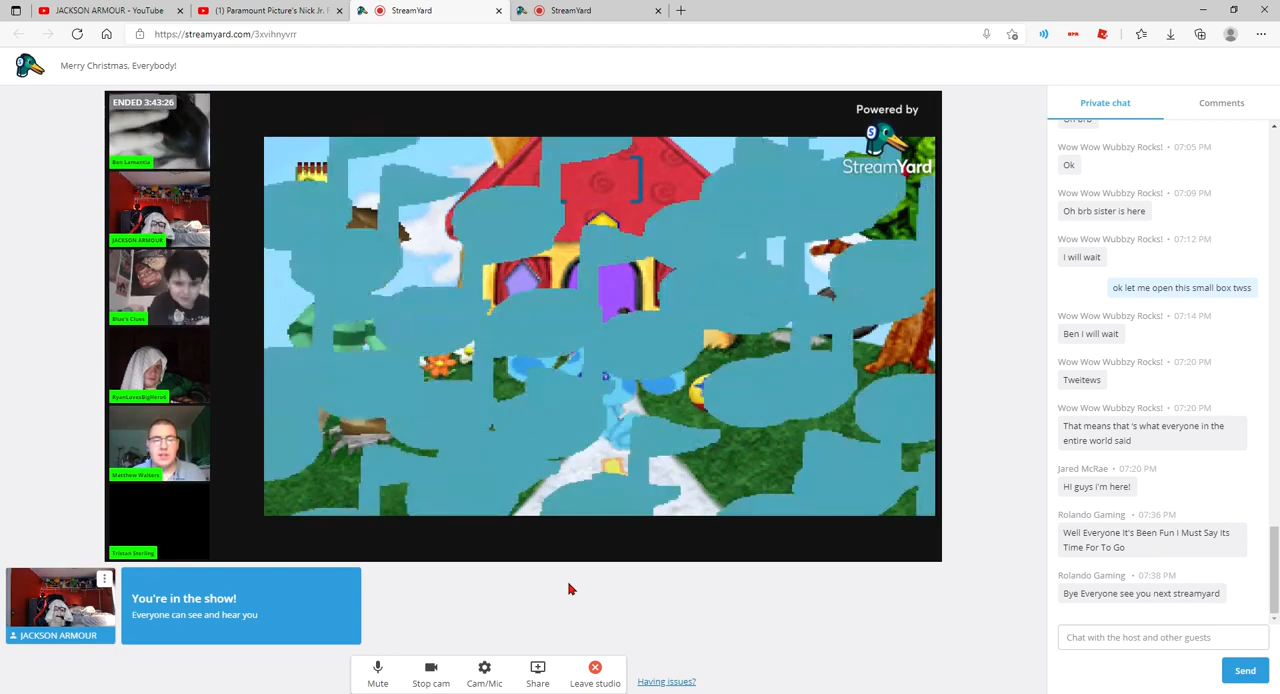 JACKSON ARMOUR - YouTube
(1) Paramount Picture's Nick Jr. F
StreamYard
StreamYard
https://streamyard.com/3xvihnyvrr
Merry Christmas, Everybody!
ENDED 3:43:26
Ben Lamantia
JACKSON ARMOUR
Blue's Clues
RyanLovesBigHero6
Matthew Walters
Tristan Sterling
Powered by
StreamYard
JACKSON ARMOUR
You're in the show!
Everyone can see and hear you
Mute
Stop cam
Cam/Mic
Share
Leave studio
Having issues?
Private chat
Comments
Oh brb
Wow Wow Wubbzy Rocks! • 07:05 PM
Ok
Wow Wow Wubbzy Rocks! • 07:09 PM
Oh brb sister is here
Wow Wow Wubbzy Rocks! • 07:12 PM
I will wait
ok let me open this small box twss
Wow Wow Wubbzy Rocks! • 07:14 PM
Ben I will wait
Wow Wow Wubbzy Rocks! • 07:20 PM
Tweitews
Wow Wow Wubbzy Rocks! • 07:20 PM
That means that 's what everyone in the
entire world said
Jared McRae • 07:20 PM
HI guys i'm here!
Rolando Gaming • 07:36 PM
Well Everyone It's Been Fun I Must Say Its
Time For To Go
Rolando Gaming • 07:38 PM
Bye Everyone see you next streamyard
Chat with the host and other guests
Send